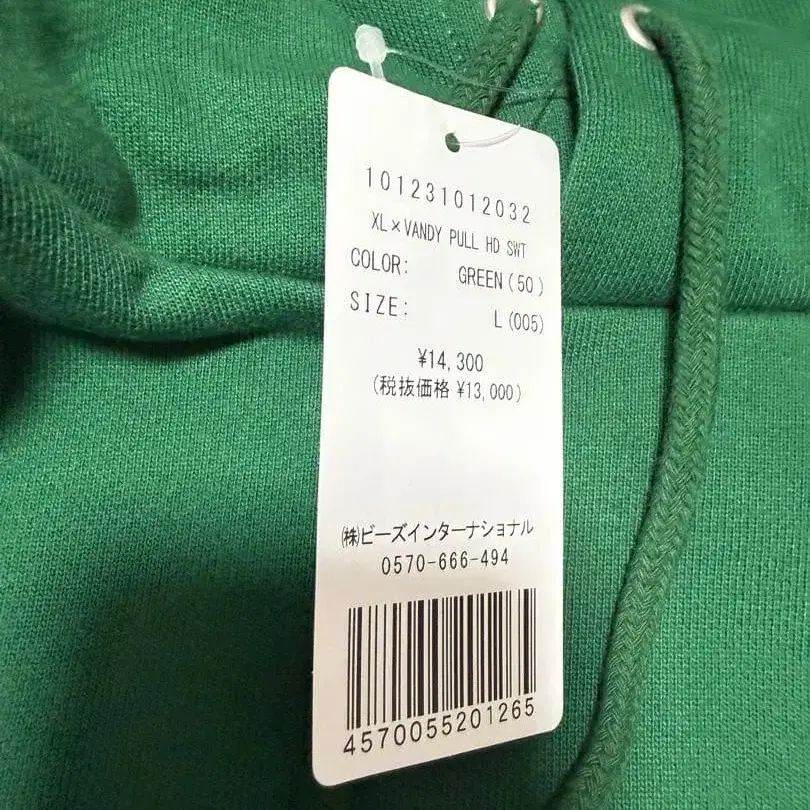 101231012032
XL×VANDY PULL HD SWT
COLOR: GREEN(50)
SIZE: L(005)
¥14,300
(税抜価格 ¥13,000)
㈱ビーズインターナショナル
0570-666-494
4570055201265